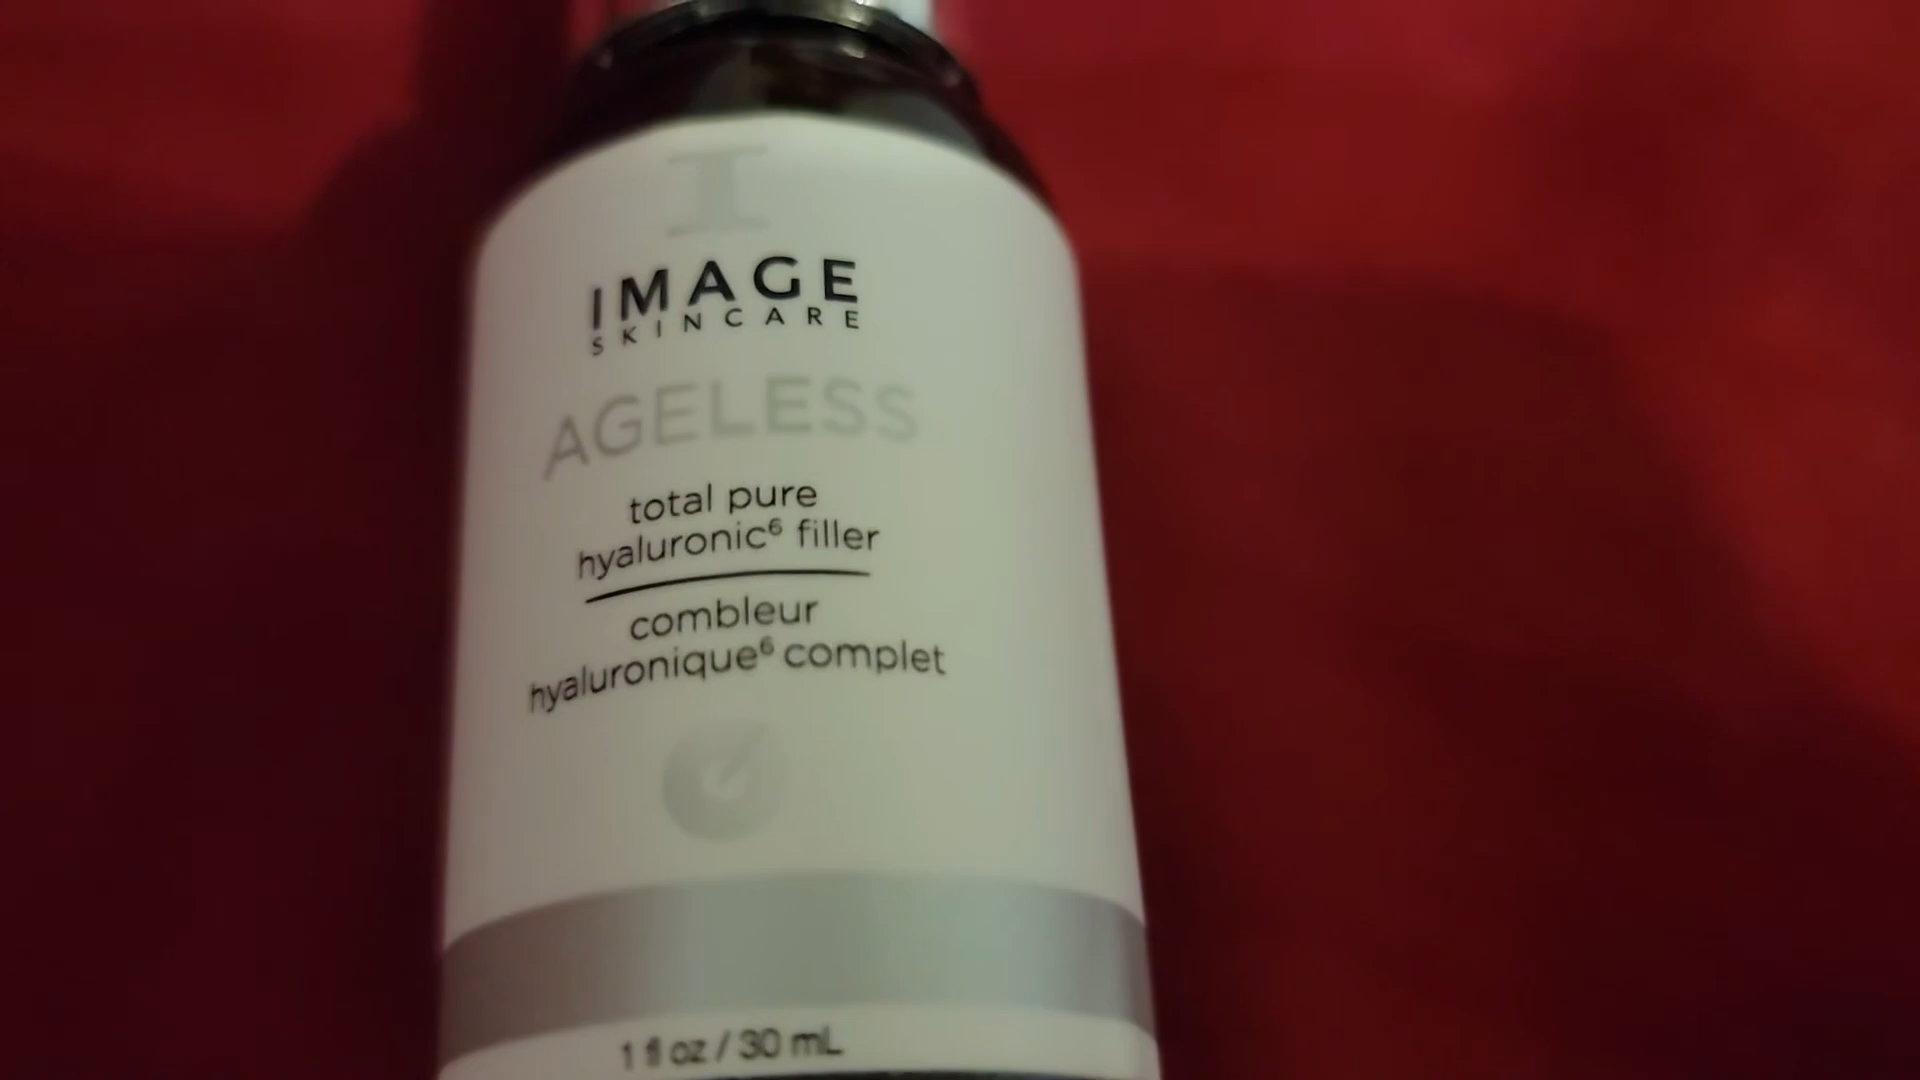 I
IMAGE
SKINCARE
AGELESS
total pure
hyaluronic⁶ filler
combleur
hyaluronique⁶ complet
1 fl oz / 30 mL